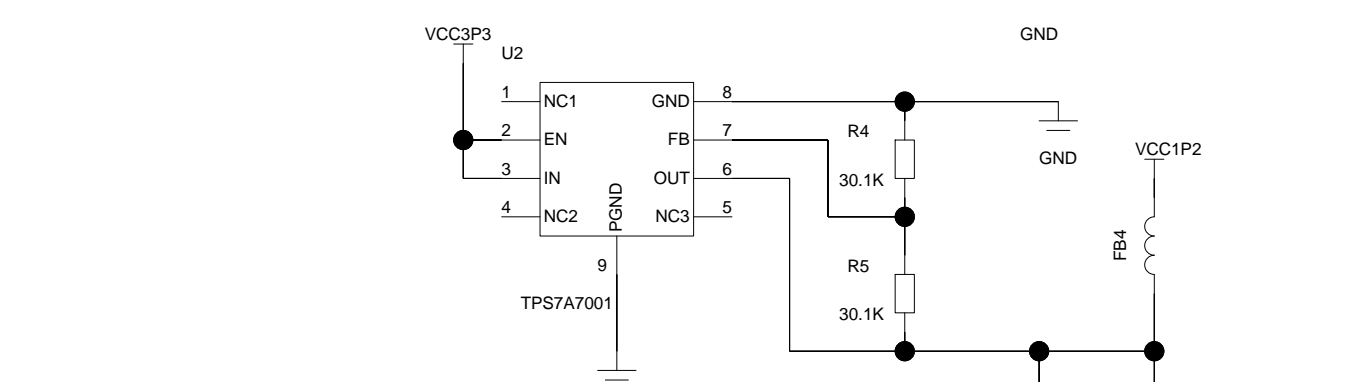 VCC3P3
GND
U2
1 NC1 GND 8
2 EN FB 7
3 IN OUT 6
4 NC2 NC3 5
PGND
9
TPS7A7001
R4
30.1K
GND
VCC1P2
R5
30.1K
FB4